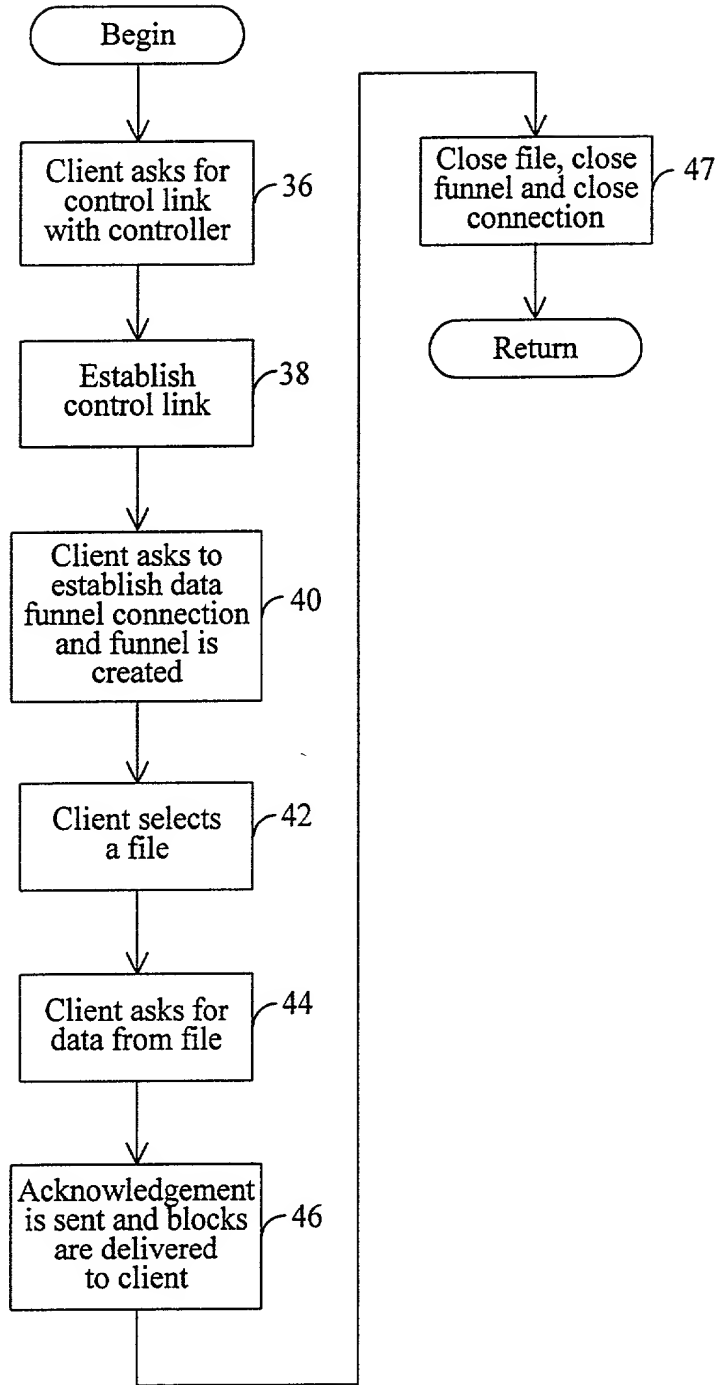 Begin
Client asks for
control link
with controller
36
Establish
control link
38
Client asks to
establish data
funnel connection
and funnel is
created
40
Client selects
a file
42
Client asks for
data from file
44
Acknowledgement
is sent and blocks
are delivered
to client
46
Close file, close
funnel and close
connection
47
Return